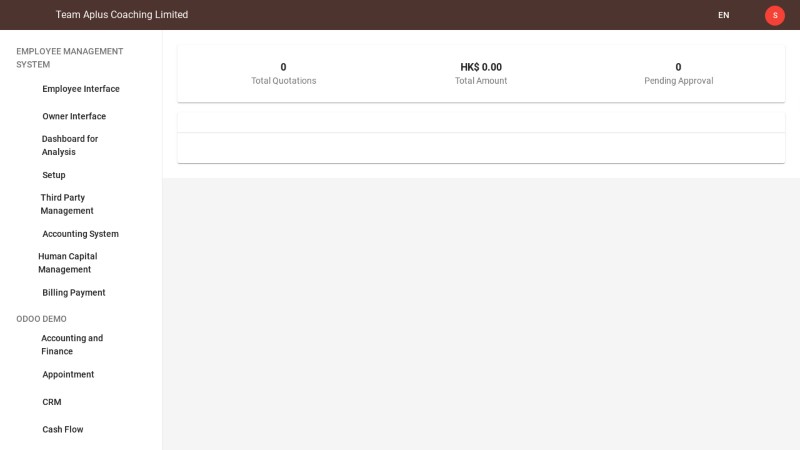 Team Aplus Coaching Limited
EN
S
EMPLOYEE MANAGEMENT
SYSTEM
Employee Interface
Owner Interface
Dashboard for
Analysis
Setup
Third Party
Management
Accounting System
Human Capital
Management
Billing Payment
ODOO DEMO
Accounting and
Finance
Appointment
CRM
Cash Flow
0
Total Quotations
HK$ 0.00
Total Amount
0
Pending Approval